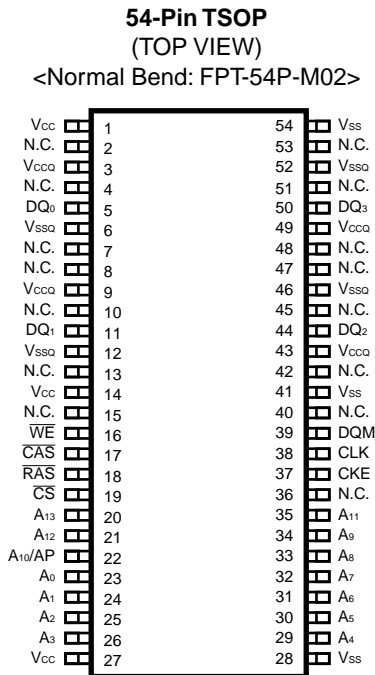 54-Pin TSOP
(TOP VIEW)
<Normal Bend: FPT-54P-M02>
VCC 1 54 VSS
N.C. 2 53 N.C.
VCCQ 3 52 VSSQ
N.C. 4 51 N.C.
DQ0 5 50 DQ3
VSSQ 6 49 VCCQ
N.C. 7 48 N.C.
N.C. 8 47 N.C.
VCCQ 9 46 VSSQ
N.C. 10 45 N.C.
DQ1 11 44 DQ2
VSSQ 12 43 VCCQ
N.C. 13 42 N.C.
VCC 14 41 VSS
N.C. 15 40 N.C.
WE 16 39 DQM
CAS 17 38 CLK
RAS 18 37 CKE
CS 19 36 N.C.
A13 20 35 A11
A12 21 34 A9
A10/AP 22 33 A8
A0 23 32 A7
A1 24 31 A6
A2 25 30 A5
A3 26 29 A4
VCC 27 28 VSS